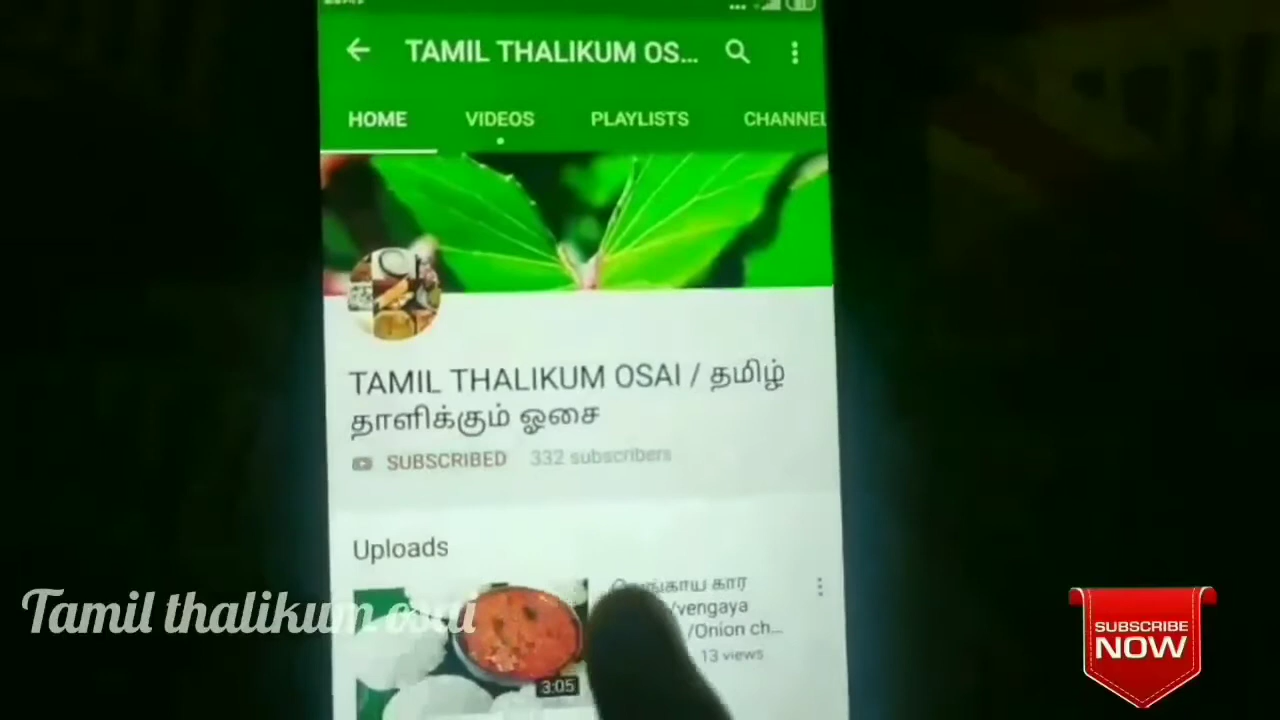 TAMIL THALIKUM OS...
HOME VIDEOS PLAYLISTS CHANNEL
TAMIL THALIKUM OSAI / தமிழ்
தாளிக்கும் ஓசை
SUBSCRIBED 332 subscribers
Uploads
கார
/vengaya
/Onion ch...
13 views
3:05
Tamil thalikum osai
SUBSCRIBE
NOW